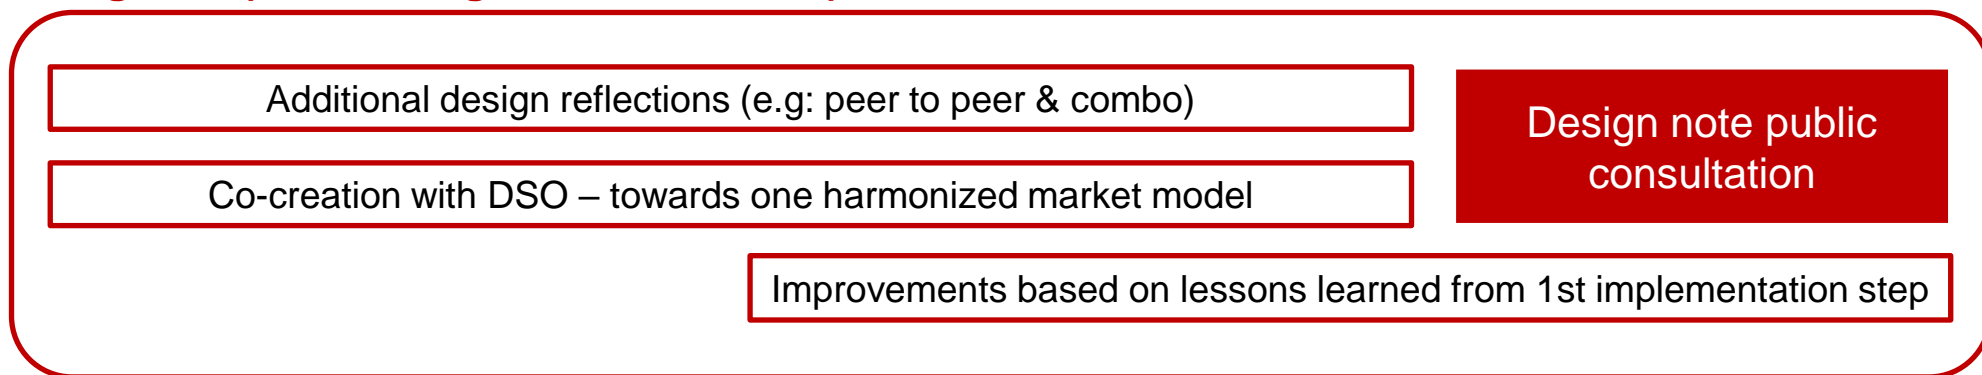 Additional design reflections (e.g: peer to peer & combo)
Design note public
consultation
Co-creation with DSO – towards one harmonized market model
Improvements based on lessons learned from 1st implementation step